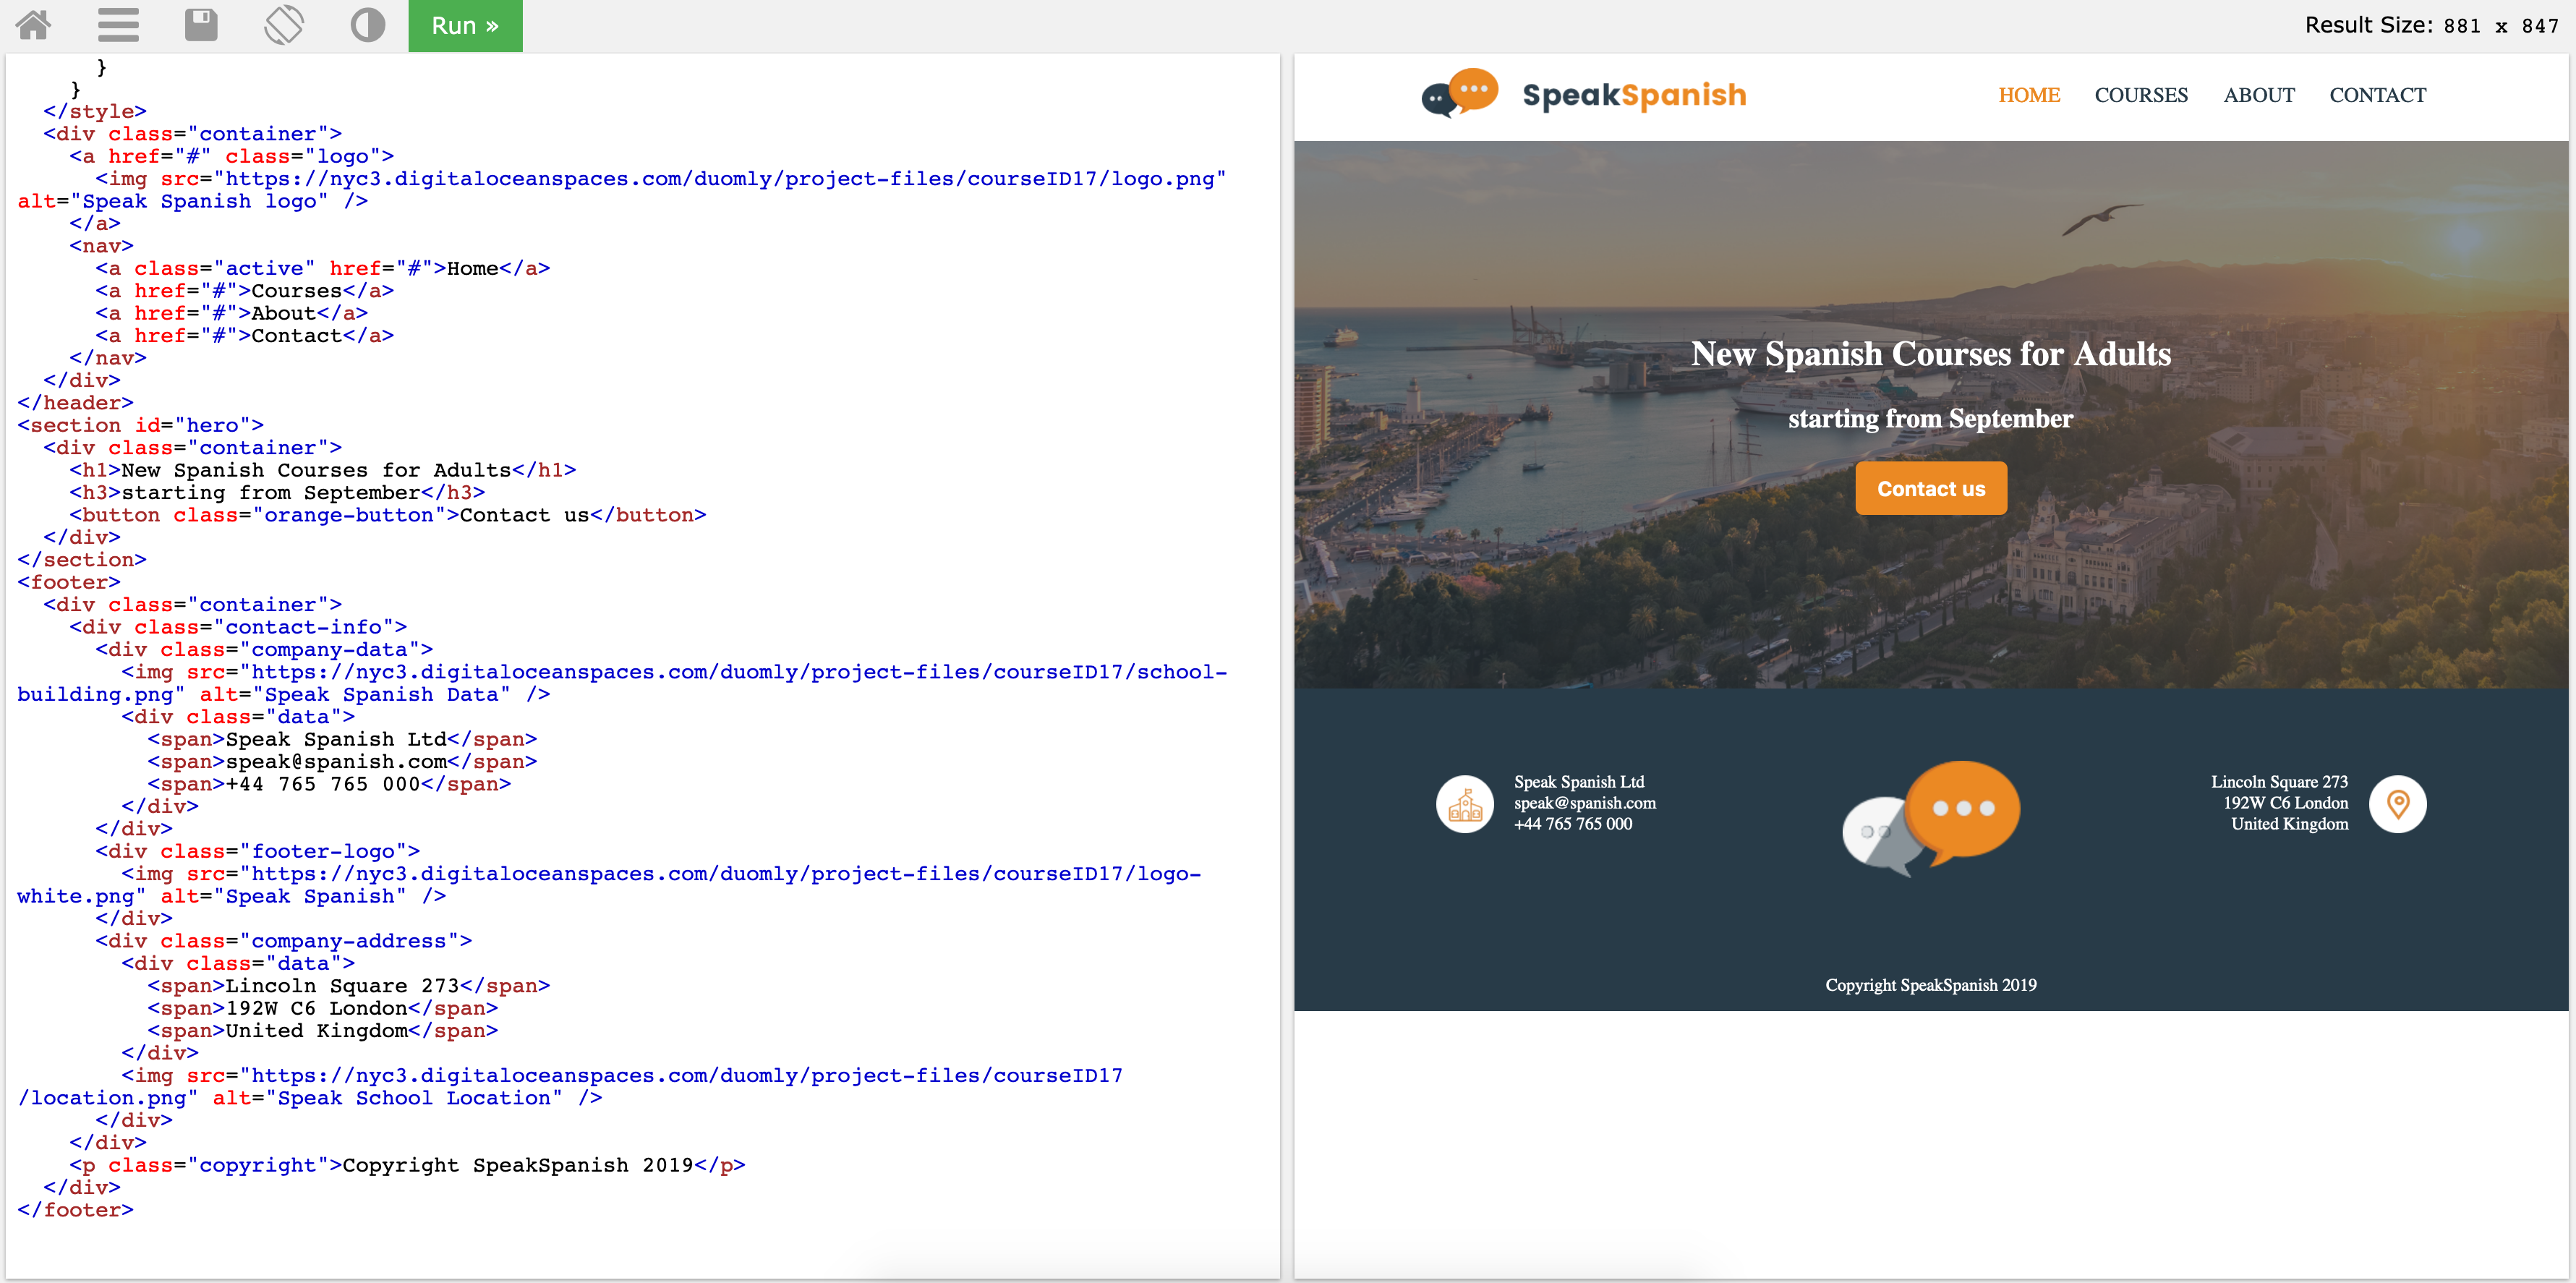 Run »
Result Size: 881 x 847
}
}
</style>
<div class="container">
<a href="#" class="logo">
<img src="https://nyc3.digitaloceanspaces.com/duomly/project-files/courseID17/logo.png"
alt="Speak Spanish logo" />
</a>
<nav>
<a class="active" href="#">Home</a>
<a href="#">Courses</a>
<a href="#">About</a>
<a href="#">Contact</a>
</nav>
</div>
</header>
<section id="hero">
<div class="container">
<h1>New Spanish Courses for Adults</h1>
<h3>starting from September</h3>
<button class="orange-button">Contact us</button>
</div>
</section>
<footer>
<div class="container">
<div class="contact-info">
<div class="company-data">
<img src="https://nyc3.digitaloceanspaces.com/duomly/project-files/courseID17/school-
building.png" alt="Speak Spanish Data" />
<div class="data">
<span>Speak Spanish Ltd</span>
<span>speak@spanish.com</span>
<span>+44 765 765 000</span>
</div>
</div>
<div class="footer-logo">
<img src="https://nyc3.digitaloceanspaces.com/duomly/project-files/courseID17/logo-
white.png" alt="Speak Spanish" />
</div>
<div class="company-address">
<div class="data">
<span>Lincoln Square 273</span>
<span>192W C6 London</span>
<span>United Kingdom</span>
</div>
<img src="https://nyc3.digitaloceanspaces.com/duomly/project-files/courseID17
/location.png" alt="Speak School Location" />
</div>
</div>
<p class="copyright">Copyright SpeakSpanish 2019</p>
</div>
</footer>
SpeakSpanish
HOME COURSES ABOUT CONTACT
New Spanish Courses for Adults
starting from September
Contact us
Speak Spanish Ltd
speak@spanish.com
+44 765 765 000
Lincoln Square 273
192W C6 London
United Kingdom
Copyright SpeakSpanish 2019